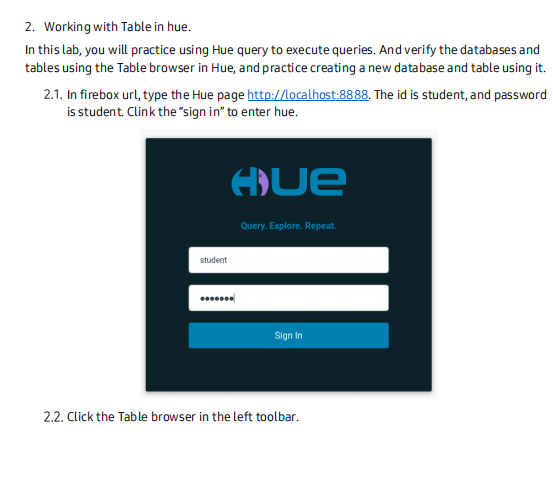 2. Working with Table in hue.
In this lab, you will practice using Hue query to execute queries. And verify the databases and
tables using the Table browser in Hue, and practice creating a new database and table using it.
2.1. In firebox url, type the Hue page http://localhost:8888. The id is student, and password
is student. Clink the “sign in” to enter hue.
HUE
Query. Explore. Repeat.
student
•••••••
Sign In
2.2. Click the Table browser in the left toolbar.